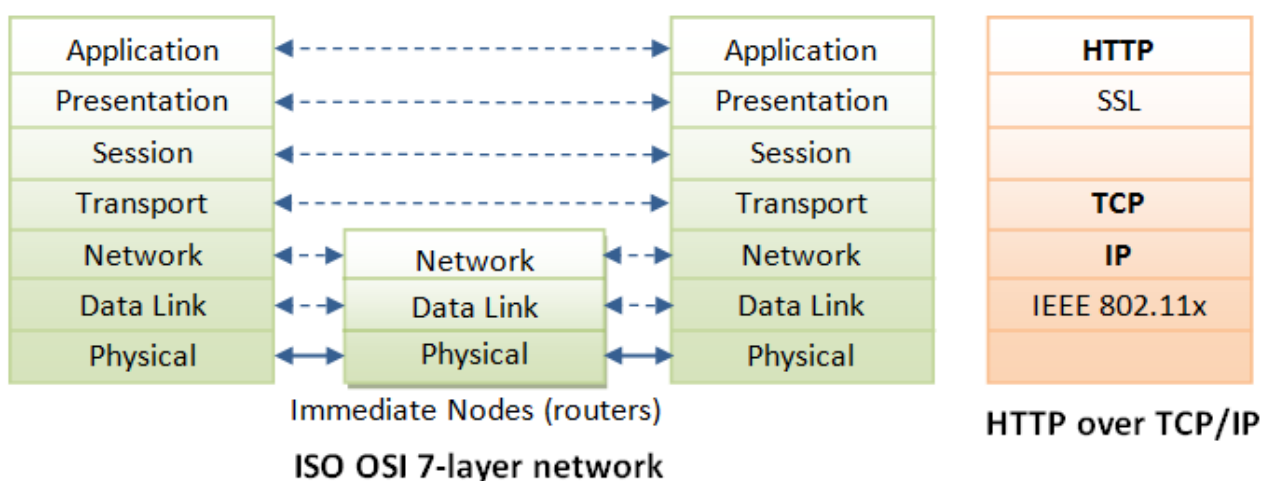 Application Application HTTP
Presentation Presentation SSL
Session Session
Transport Transport TCP
Network Network Network IP
Data Link Data Link Data Link IEEE 802.11x
Physical Physical Physical
Immediate Nodes (routers)
HTTP over TCP/IP
ISO OSI 7-layer network